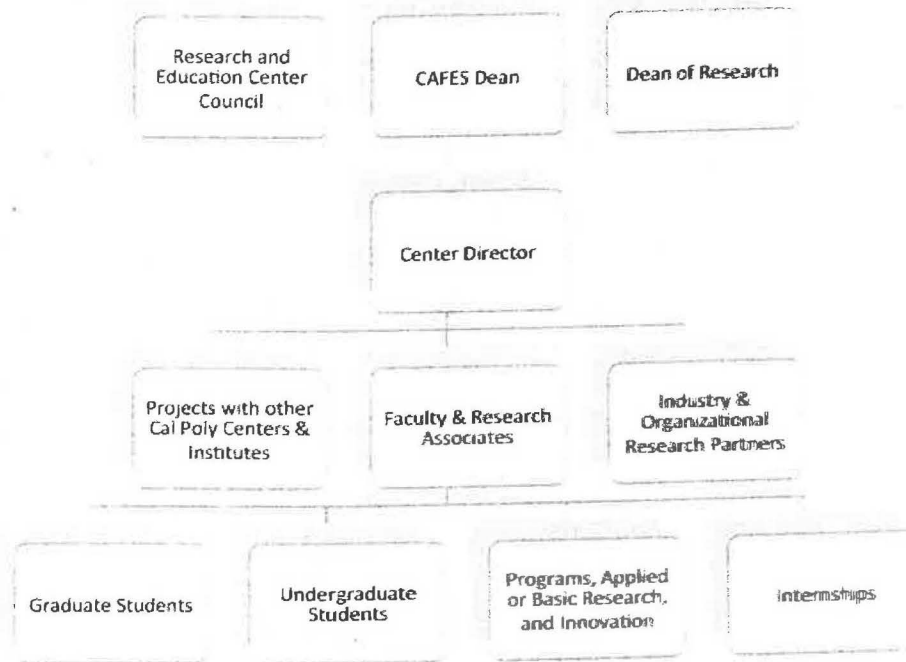 Research and
Education Center
Council
CAFES Dean
Dean of Research
Center Director
Projects with other
Cal Poly Centers &
Institutes
Faculty & Research
Associates
Industry &
Organizational
Research Partners
Graduate Students
Undergraduate
Students
Programs, Applied
or Basic Research,
and Innovation
Internships